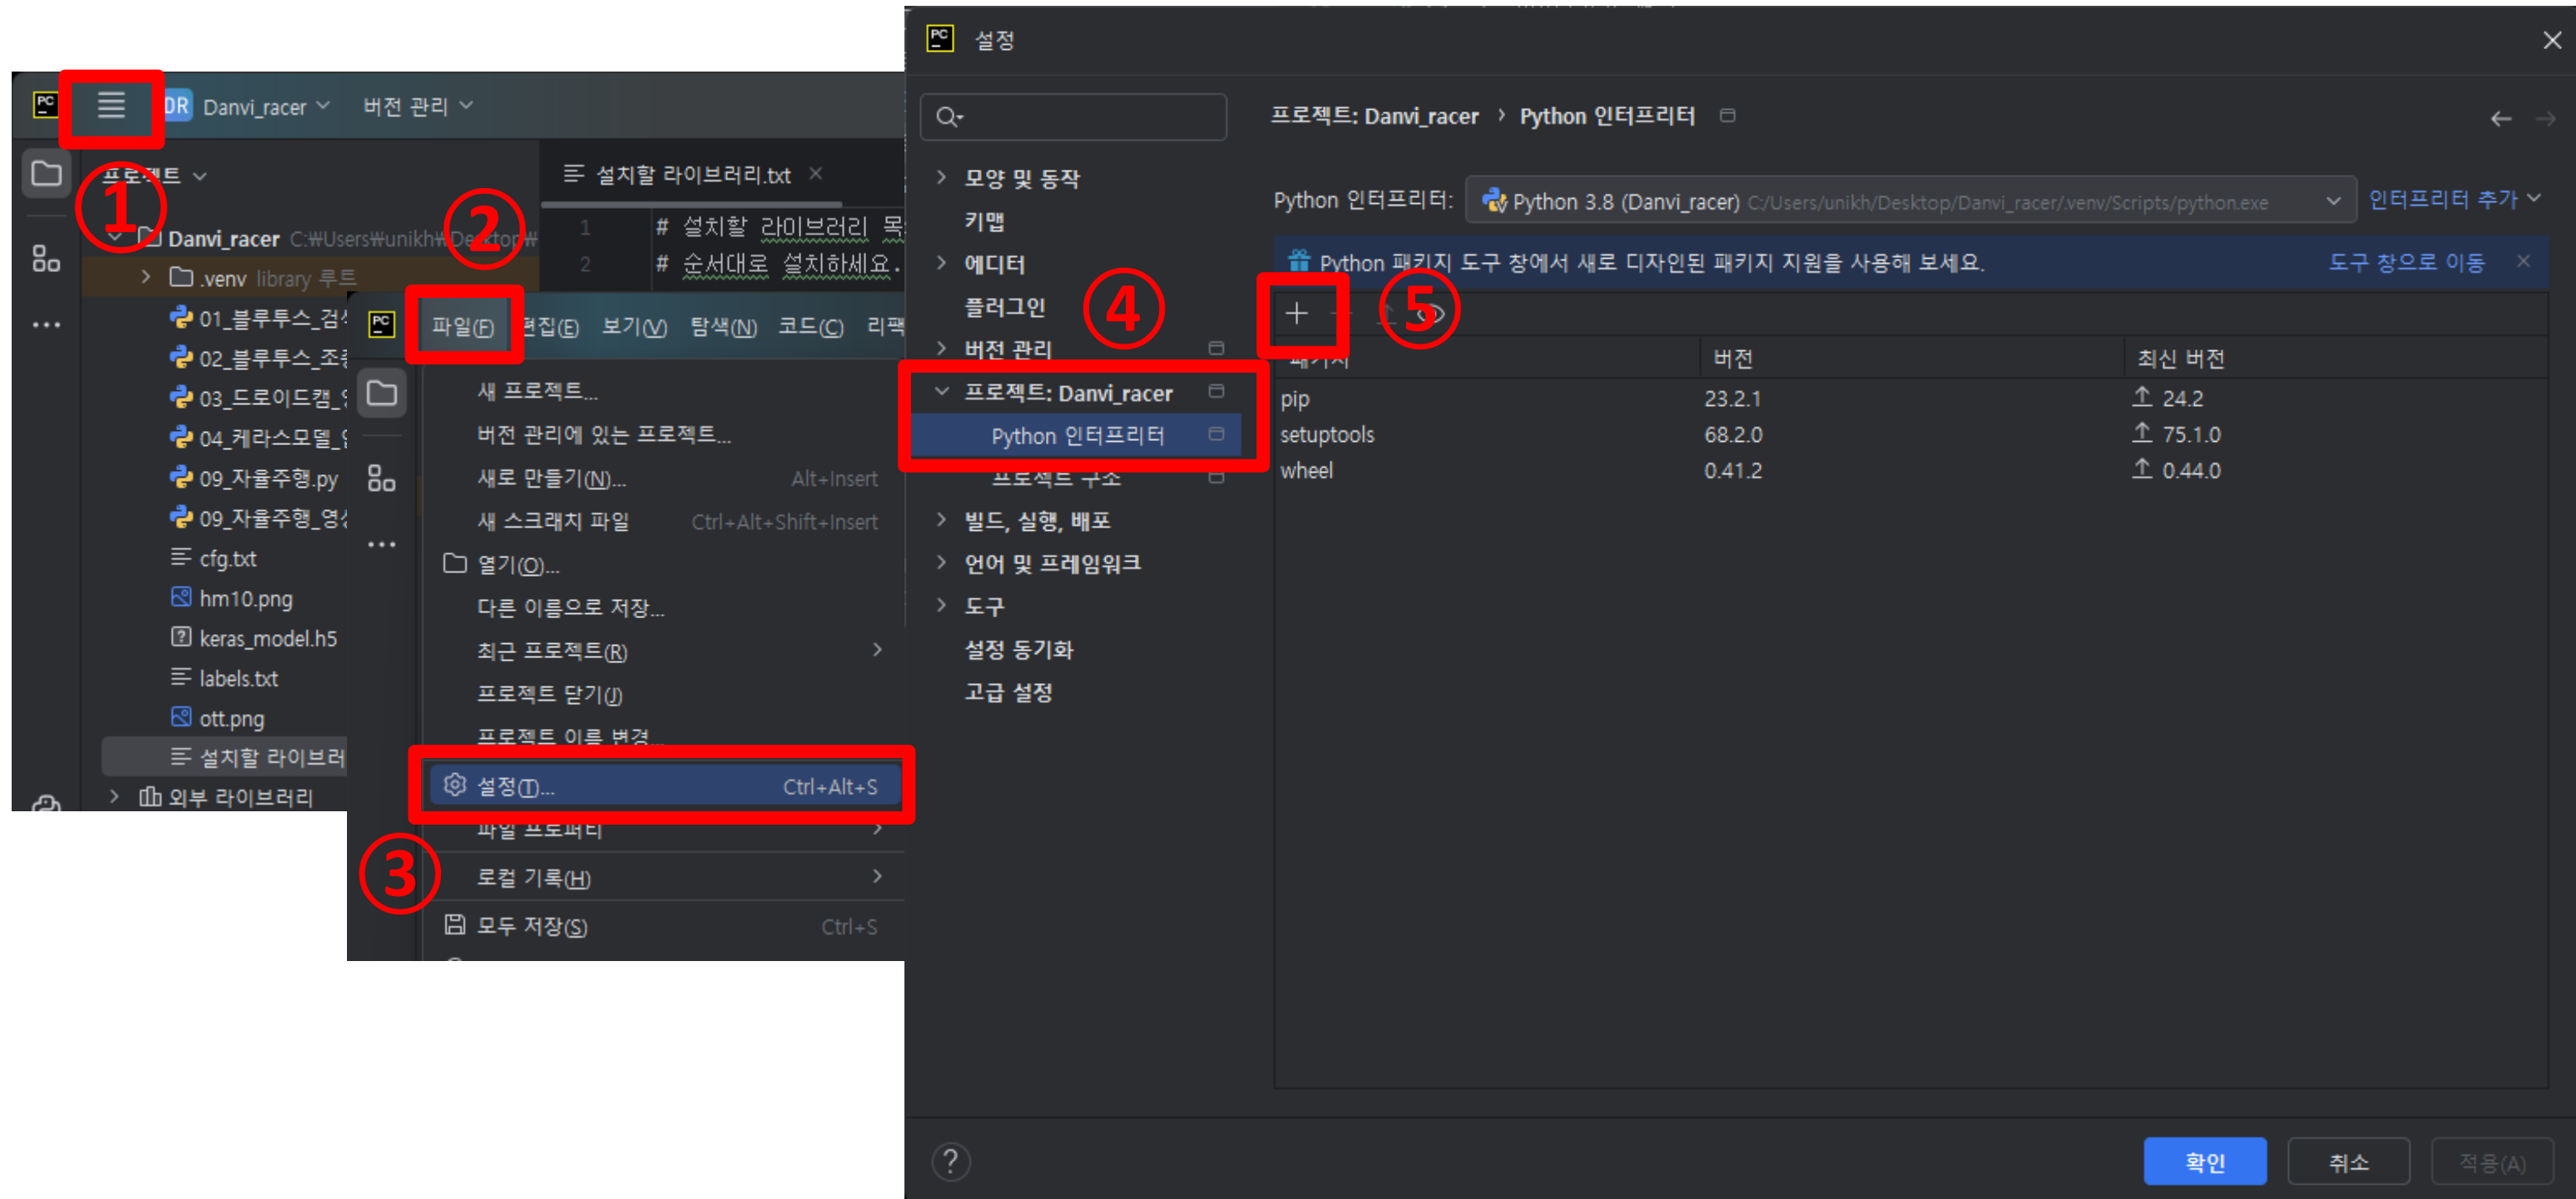 PC
DR Danvi_racer 버전 관리
①
프로젝트
설치할 라이브러리.txt
②
Danvi_racer C:￦Users￦unikh￦Desktop￦
1 # 설치할 라이브러리
2 # 순서대로 설치하세요.
.venv library 루트
01_블루투스_검색
02_블루투스_조종
03_드로이드캠_
04_케라스모델_
09_자율주행.py
09_자율주행_영상
cfg.txt
hm10.png
keras_model.h5
labels.txt
ott.png
설치할 라이브러
외부 라이브러리
PC
파일(F) 편집(E) 보기(V) 탐색(N) 코드(C) 리팩
새 프로젝트...
버전 관리에 있는 프로젝트...
새로 만들기(N)... Alt+Insert
새 스크래치 파일 Ctrl+Alt+Shift+Insert
열기(O)...
다른 이름으로 저장...
최근 프로젝트(R)
프로젝트 닫기(J)
프로젝트 이름 변경...
설정(T)... Ctrl+Alt+S
파일 프로퍼티
③
로컬 기록(H)
모두 저장(S) Ctrl+S
PC 설정
프로젝트: Danvi_racer › Python 인터프리터
모양 및 동작
키맵
에디터
플러그인
④
버전 관리
프로젝트: Danvi_racer
Python 인터프리터
프로젝트 구조
빌드, 실행, 배포
언어 및 프레임워크
도구
설정 동기화
고급 설정
Python 인터프리터: Python 3.8 (Danvi_racer) C:/Users/unikh/Desktop/Danvi_racer/.venv/Scripts/python.exe 인터프리터 추가
Python 패키지 도구 창에서 새로 디자인된 패키지 지원을 사용해 보세요. 도구 창으로 이동
⑤
패키지 버전 최신 버전
pip 23.2.1 24.2
setuptools 68.2.0 75.1.0
wheel 0.41.2 0.44.0
?
확인 취소 적용(A)